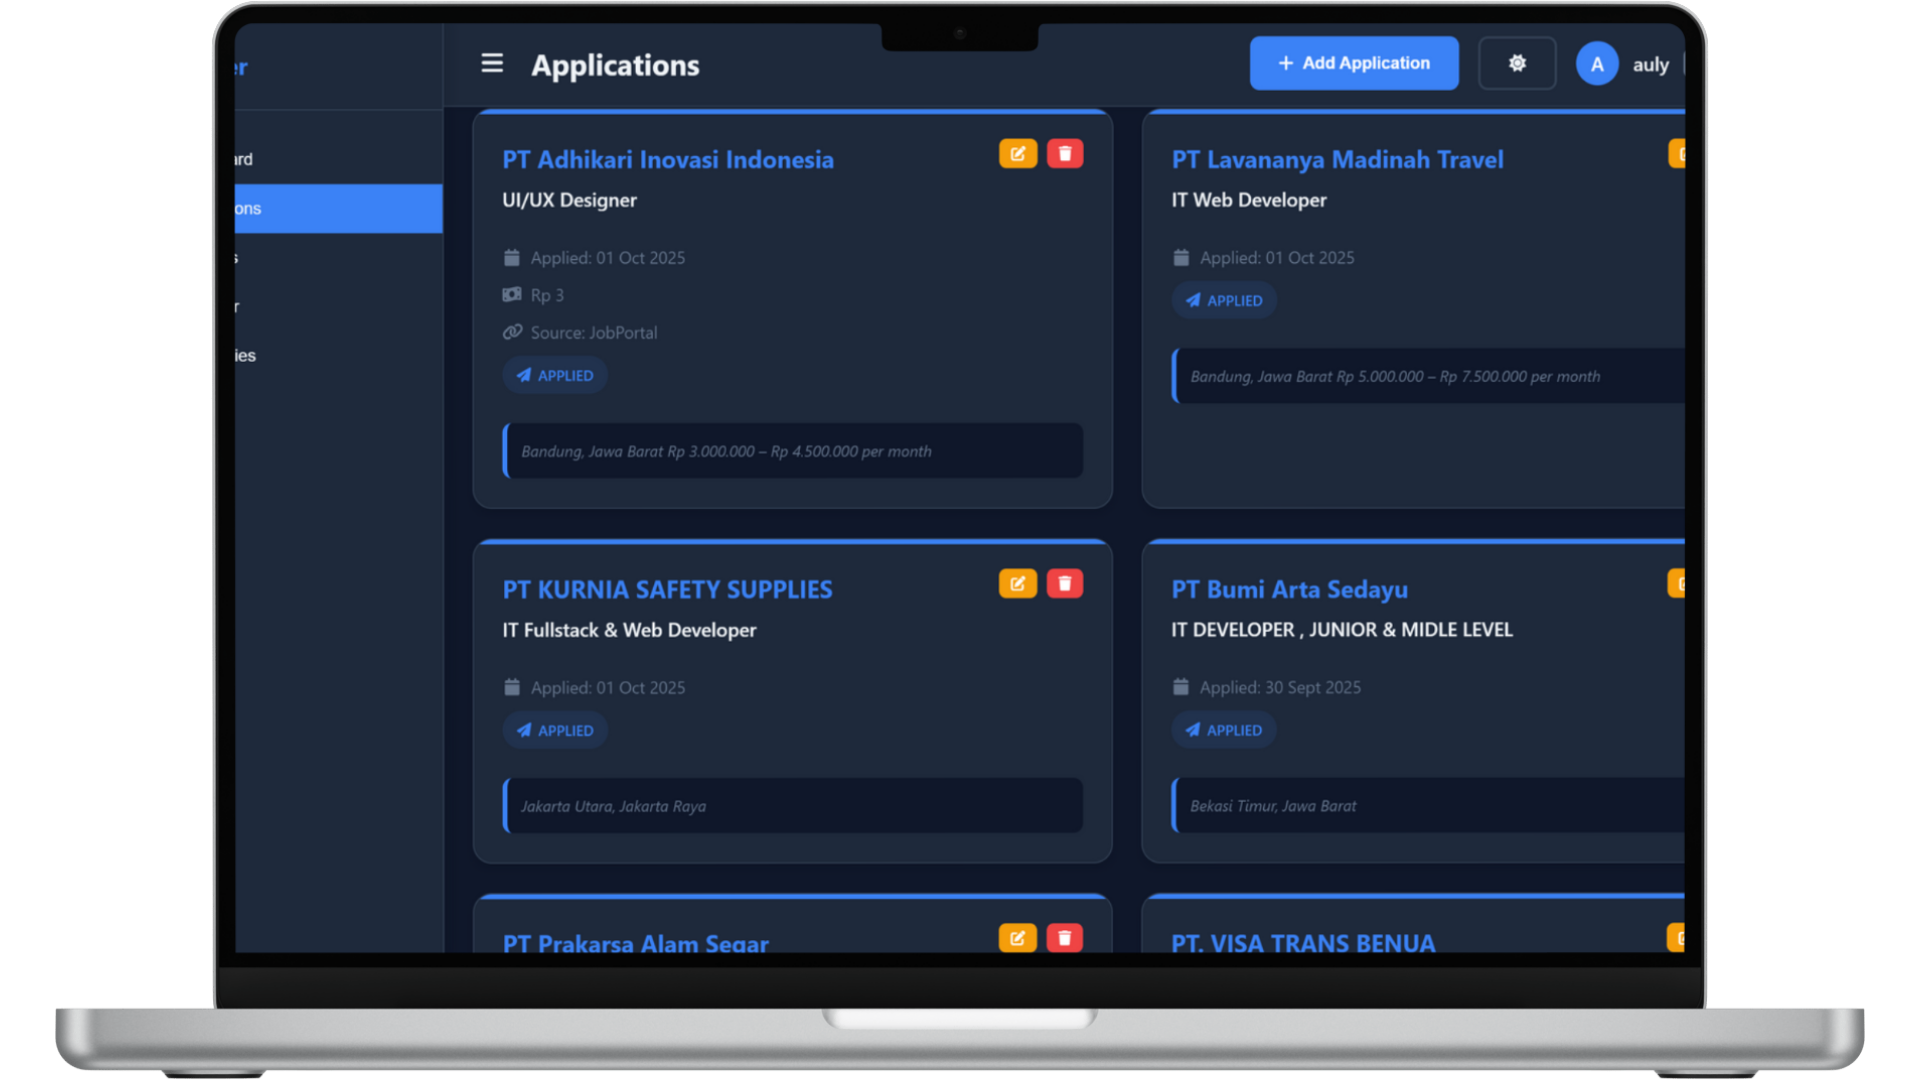 er
Applications
Add Application
A
auly
ard
ons
s
r
ies
PT Adhikari Inovasi Indonesia
UI/UX Designer
Applied: 01 Oct 2025
Rp 3
Source: JobPortal
APPLIED
Bandung, Jawa Barat Rp 3.000.000 – Rp 4.500.000 per month
PT Lavananya Madinah Travel
IT Web Developer
Applied: 01 Oct 2025
APPLIED
Bandung, Jawa Barat Rp 5.000.000 – Rp 7.500.000 per month
PT KURNIA SAFETY SUPPLIES
IT Fullstack & Web Developer
Applied: 01 Oct 2025
APPLIED
Jakarta Utara, Jakarta Raya
PT Bumi Arta Sedayu
IT DEVELOPER , JUNIOR & MIDLE LEVEL
Applied: 30 Sept 2025
APPLIED
Bekasi Timur, Jawa Barat
PT Prakarsa Alam Segar
PT. VISA TRANS BENUA